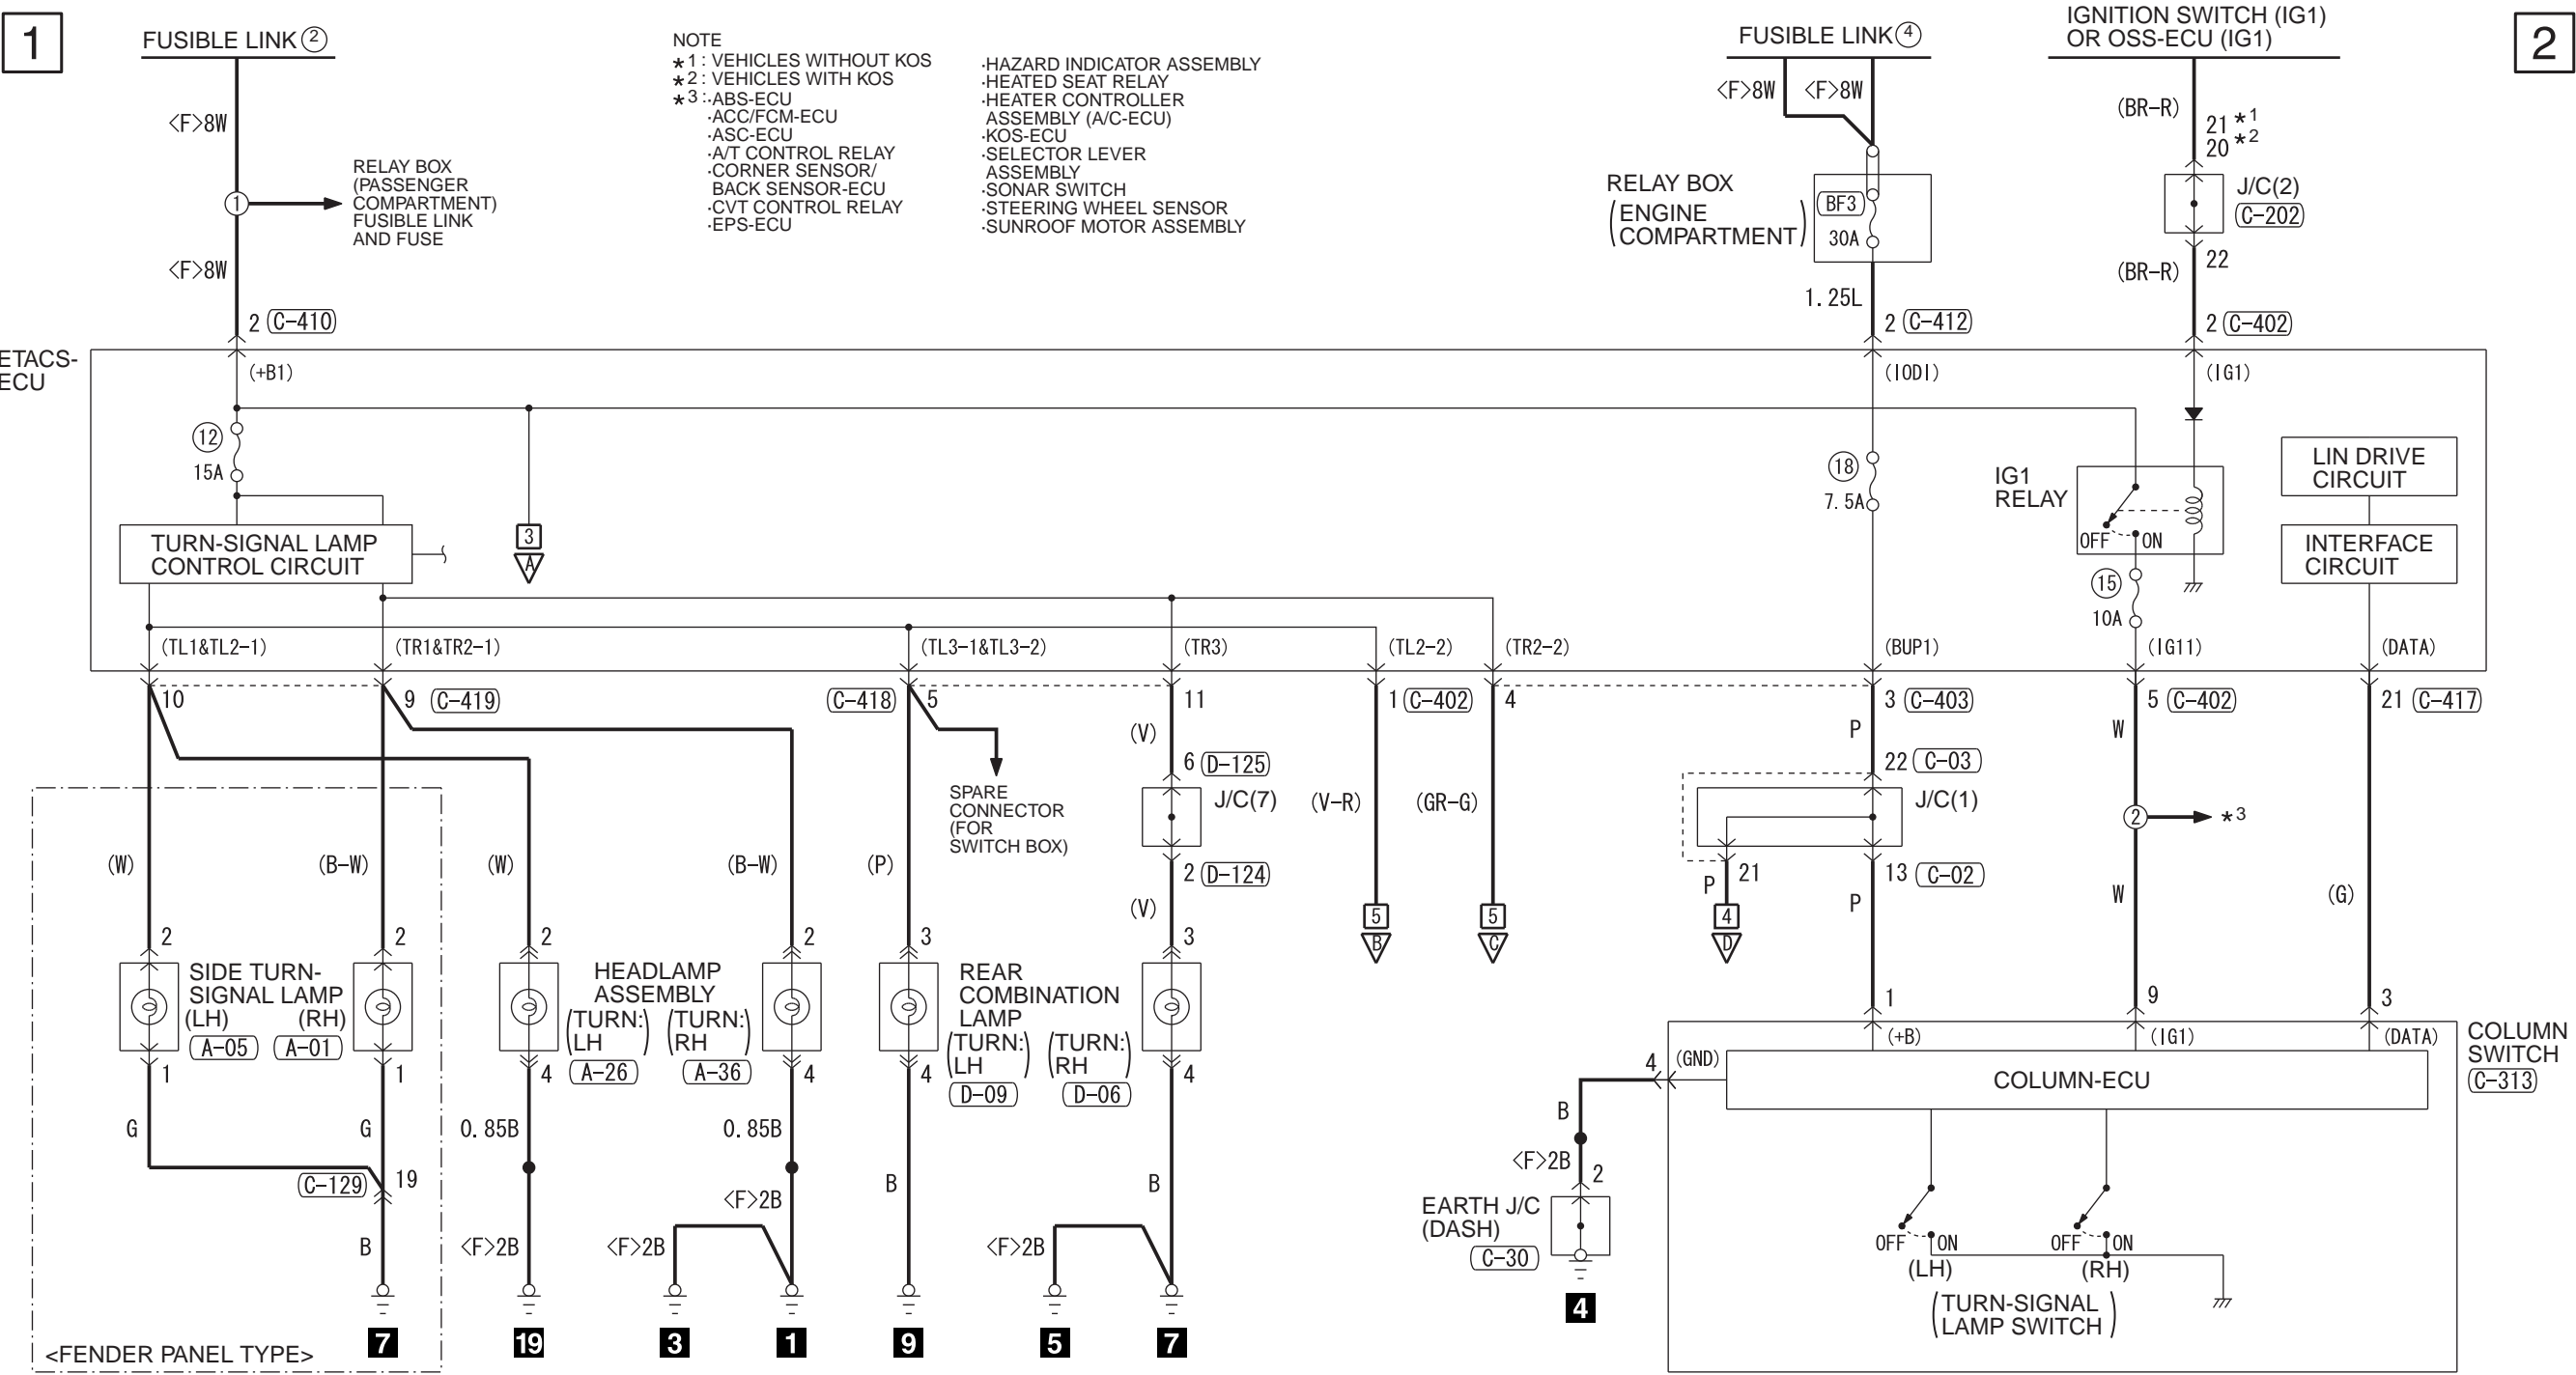 1
FUSIBLE LINK ②
<F>8W
1
RELAY BOX
(PASSENGER
COMPARTMENT)
FUSIBLE LINK
AND FUSE
<F>8W
2 C-410
NOTE
*1: VEHICLES WITHOUT KOS
*2: VEHICLES WITH KOS
*3:·ABS-ECU
·ACC/FCM-ECU
·ASC-ECU
·A/T CONTROL RELAY
·CORNER SENSOR/
BACK SENSOR-ECU
·CVT CONTROL RELAY
·EPS-ECU
·HAZARD INDICATOR ASSEMBLY
·HEATED SEAT RELAY
·HEATER CONTROLLER
ASSEMBLY (A/C-ECU)
·KOS-ECU
·SELECTOR LEVER
ASSEMBLY
·SONAR SWITCH
·STEERING WHEEL SENSOR
·SUNROOF MOTOR ASSEMBLY
FUSIBLE LINK ④
<F>8W <F>8W
RELAY BOX
(ENGINE
COMPARTMENT)
BF3
30A
1.25L
2 C-412
IGNITION SWITCH (IG1)
OR OSS-ECU (IG1)
2
(BR-R)
21 *1
20 *2
J/C(2)
C-202
22
(BR-R)
2 C-402
ETACS-
ECU
(+B1)
(IODI)
(IG1)
12
15A
TURN-SIGNAL LAMP
CONTROL CIRCUIT
3
A
18
7.5A
IG1
RELAY
OFF ON
15
10A
LIN DRIVE
CIRCUIT
INTERFACE
CIRCUIT
(TL1&TL2-1) (TR1&TR2-1) (TL3-1&TL3-2) (TR3) (TL2-2) (TR2-2) (BUP1) (IG11) (DATA)
10 9 C-419 C-418 5 11 1 C-402 4 3 C-403 5 C-402 21 C-417
(V)
P
W
6 D-125
22 C-03
SPARE
CONNECTOR
(FOR
SWITCH BOX)
J/C(7)
(V-R)
(GR-G)
J/C(1)
2 *3
(W) (B-W) (W) (B-W) (P)
2 D-124
21
P
13 C-02
P
W
(G)
(V)
5
B
5
C
4
D
2 2 2 2 3 3
1 9 3
SIDE TURN-
SIGNAL LAMP
(LH) (RH)
A-05 A-01
HEADLAMP
ASSEMBLY
(TURN:
LH)
(TURN:
RH)
A-26 A-36
REAR
COMBINATION
LAMP
(TURN:
LH)
(TURN:
RH)
D-09 D-06
1 1 4 4 4 4
G G 0.85B 0.85B
C-129 19
B
<F>2B
<F>2B
<F>2B
B
<F>2B
B
7 19 3 1 9 5 7
<FENDER PANEL TYPE>
(+B) (IG1) (DATA)
COLUMN
SWITCH
C-313
4 (GND)
COLUMN-ECU
B
<F>2B
2
EARTH J/C
(DASH)
C-30
4
OFF ON
(LH)
OFF ON
(RH)
(TURN-SIGNAL
LAMP SWITCH)